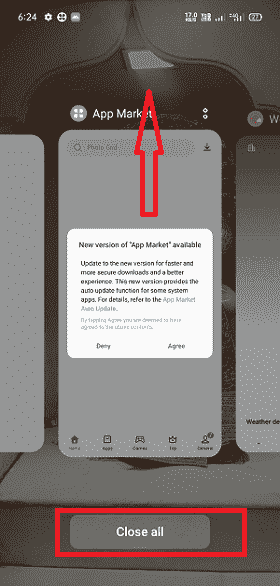 6:24
17.0
27
App Market
W
Photo Grid
New version of "App Market" available
Update to the new version for faster and
more secure downloads and a better
experience. This new version provides the
auto update function for some system
apps. For details, refer to the App Market
Auto Update.
By tapping Agree you are deemed to have
agreed to the above contents.
Deny
Agree
Home
Apps
Games
Top
Weather de
Close all